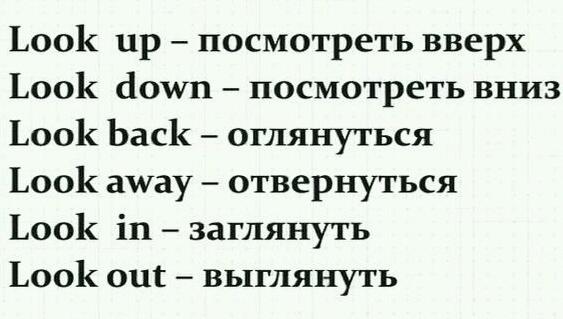 Look up – посмотреть вверх
Look down – посмотреть вниз
Look back – оглянуться
Look away – отвернуться
Look in – заглянуть
Look out – выглянуть